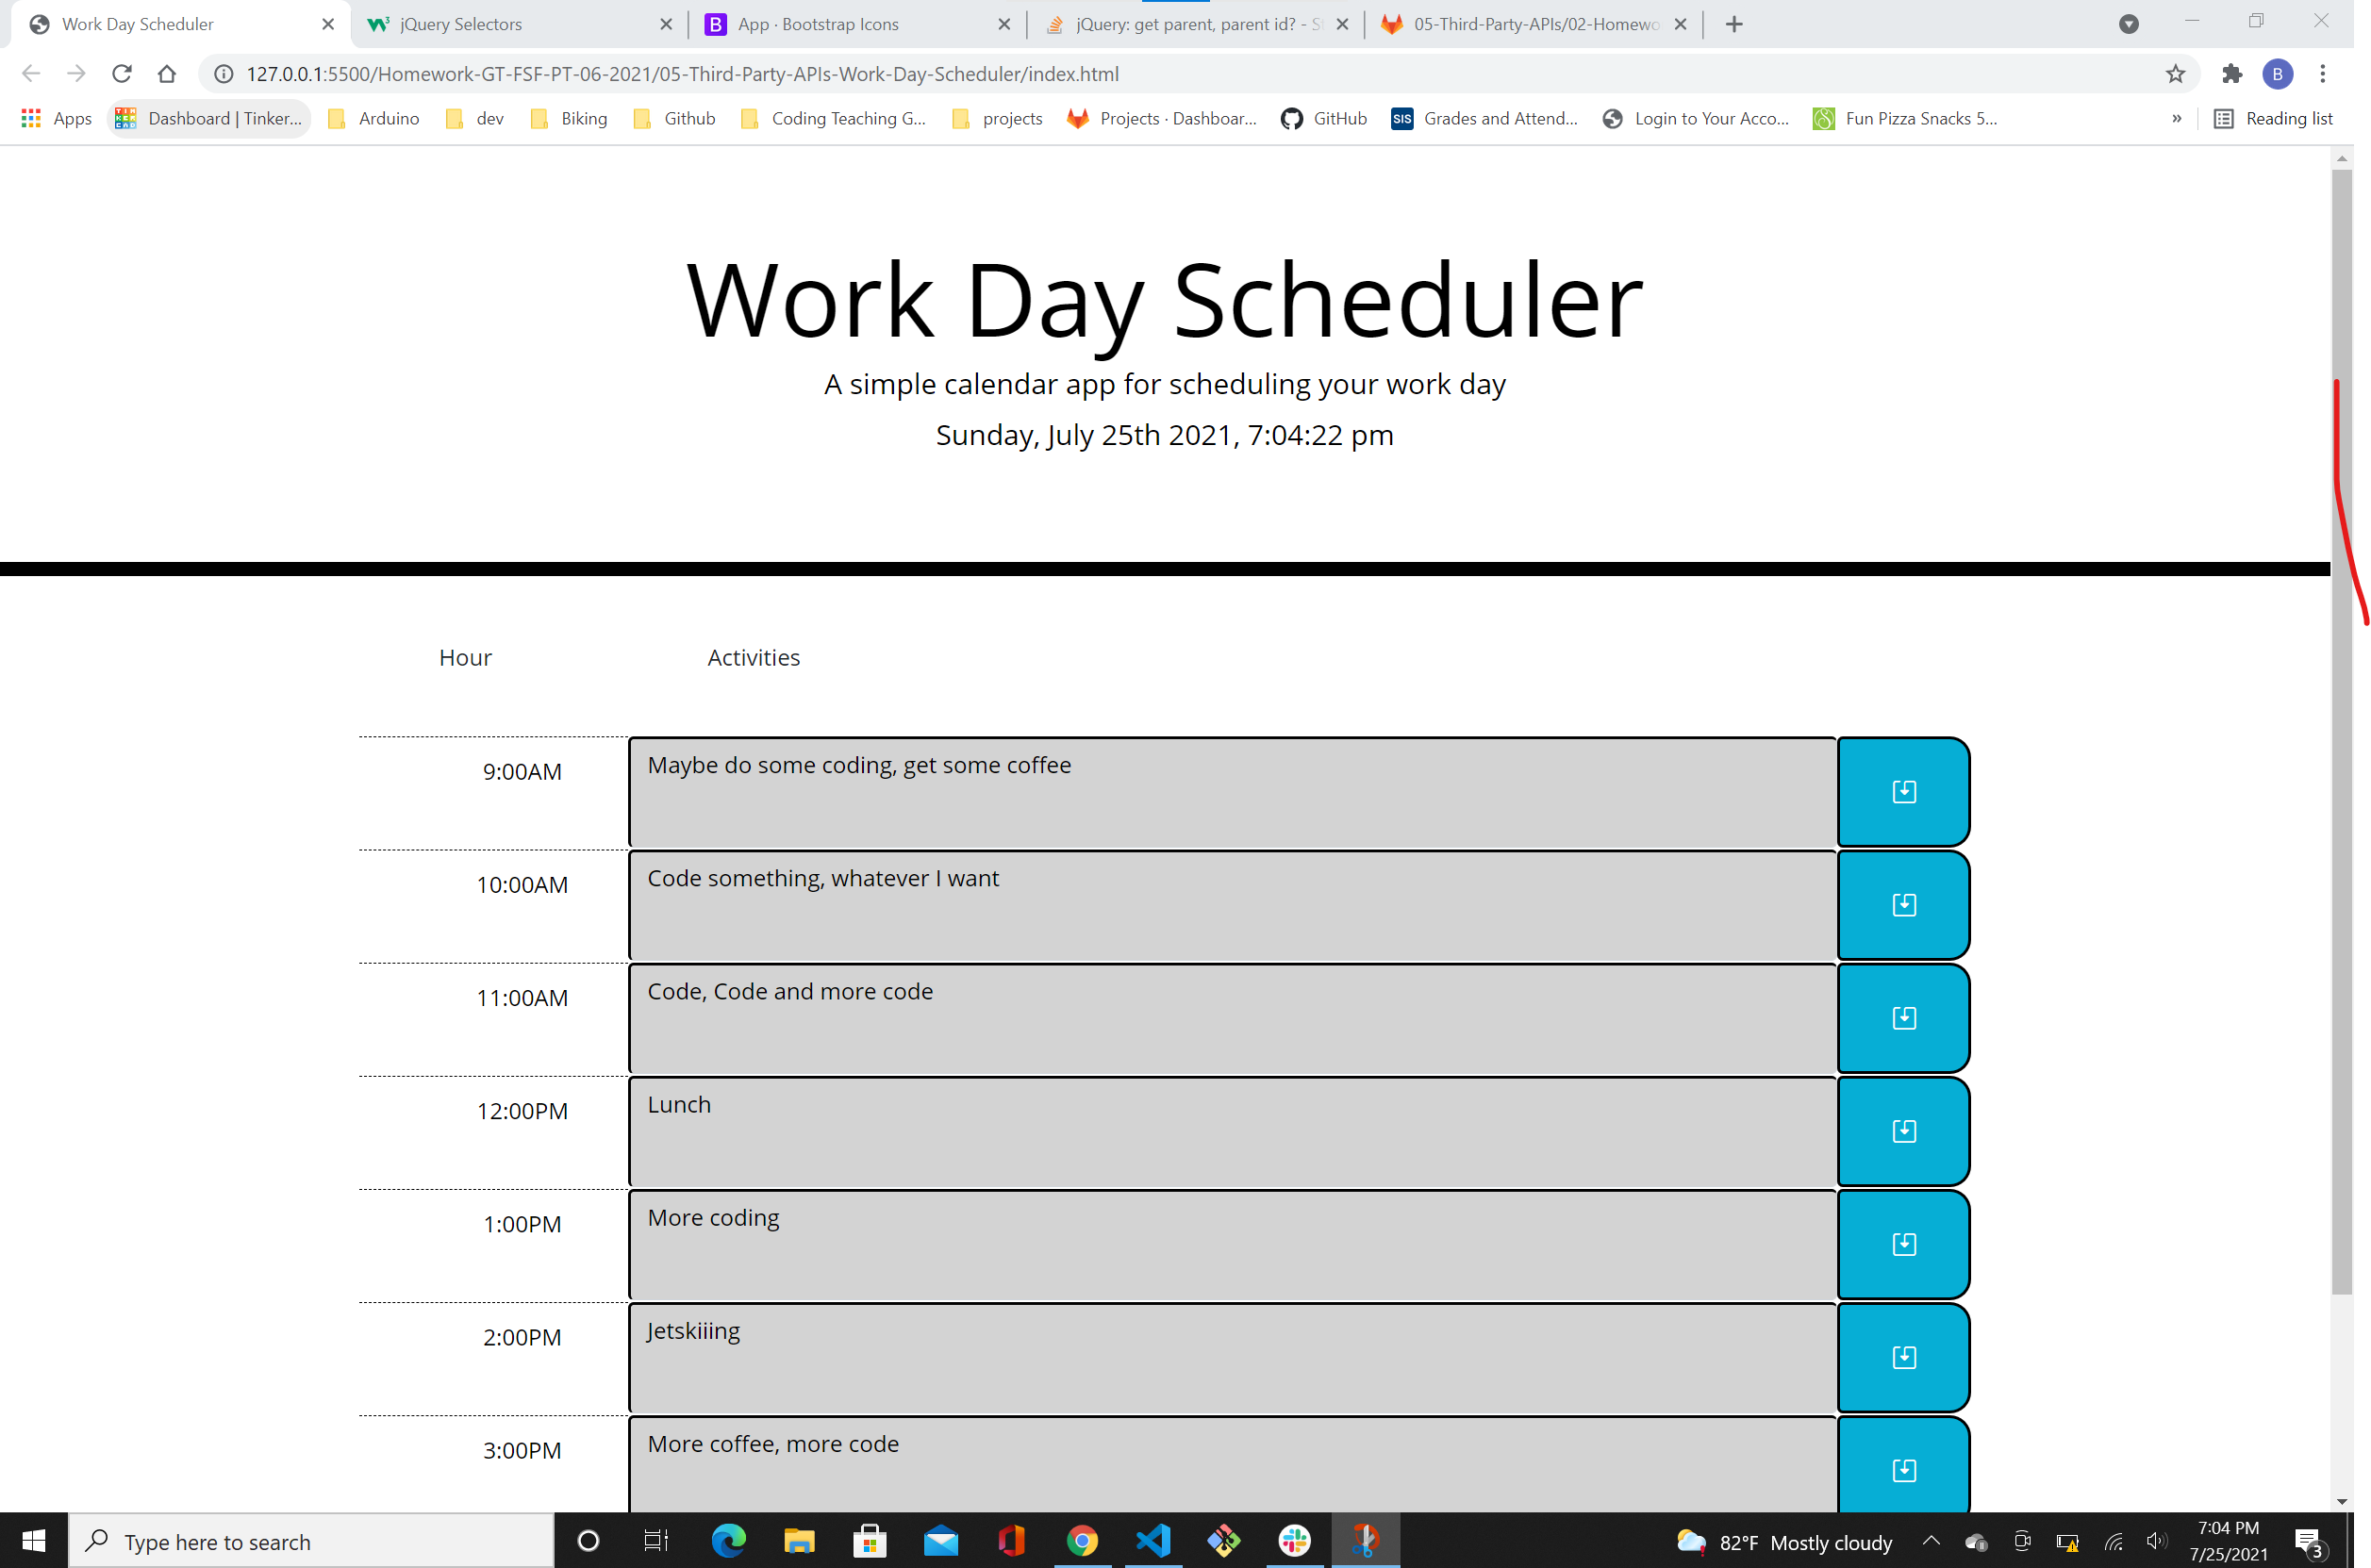 Work Day Scheduler
jQuery Selectors
App · Bootstrap Icons
jQuery: get parent, parent id? - St
05-Third-Party-APIs/02-Homewo
127.0.0.1:5500/Homework-GT-FSF-PT-06-2021/05-Third-Party-APIs-Work-Day-Scheduler/index.html
B
Apps
Dashboard | Tinker...
Arduino
dev
Biking
Github
Coding Teaching G...
projects
Projects · Dashboar...
GitHub
SIS Grades and Attend...
Login to Your Acco...
Fun Pizza Snacks 5...
»
Reading list
Work Day Scheduler
A simple calendar app for scheduling your work day
Sunday, July 25th 2021, 7:04:22 pm
Hour Activities
9:00AM Maybe do some coding, get some coffee
10:00AM Code something, whatever I want
11:00AM Code, Code and more code
12:00PM Lunch
1:00PM More coding
2:00PM Jetskiiing
3:00PM More coffee, more code
Type here to search
82°F Mostly cloudy
7:04 PM
7/25/2021
3